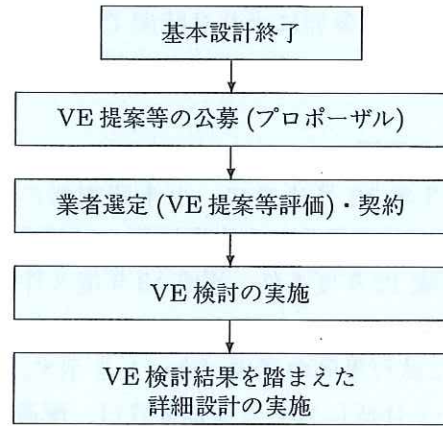 基本設計終了
VE 提案等の公募 (プロポーザル)
業者選定 (VE 提案等評価)・契約
VE 検討の実施
VE 検討結果を踏まえた
詳細設計の実施